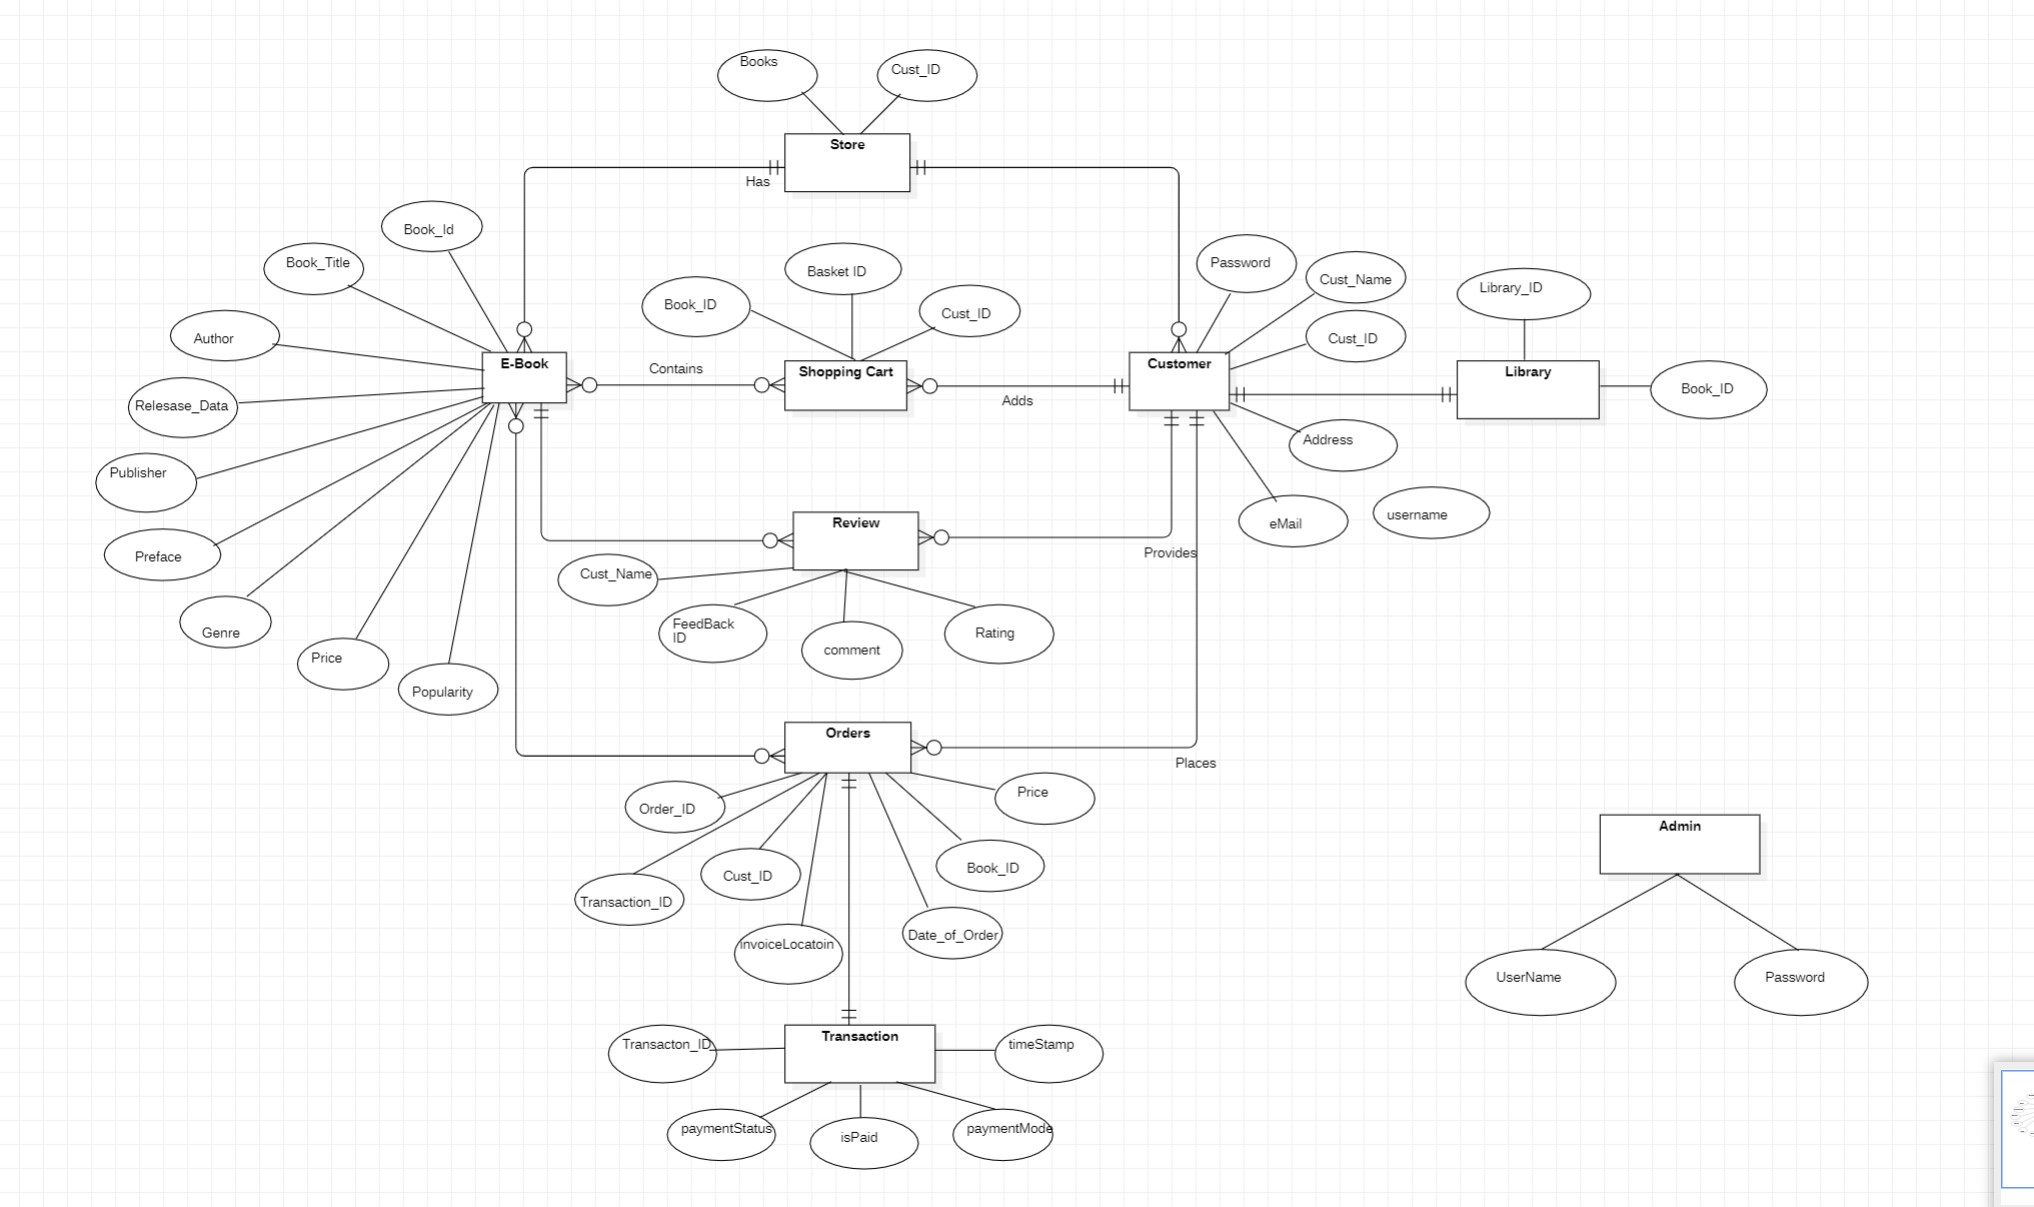 Books
Cust_ID
Store
Has
Book_Id
Book_Title
Author
Relesase_Data
Publisher
Preface
Genre
Price
Popularity
E-Book
Contains
Book_ID
Basket ID
Cust_ID
Shopping Cart
Adds
Password
Cust_Name
Cust_ID
Customer
Address
eMail
username
Library_ID
Library
Book_ID
Review
Provides
Cust_Name
FeedBack
ID
comment
Rating
Orders
Places
Order_ID
Price
Transaction_ID
Cust_ID
Book_ID
invoiceLocatoin
Date_of_Order
Admin
UserName
Password
Transaction
Transacton_ID
timeStamp
paymentStatus
isPaid
paymentMode